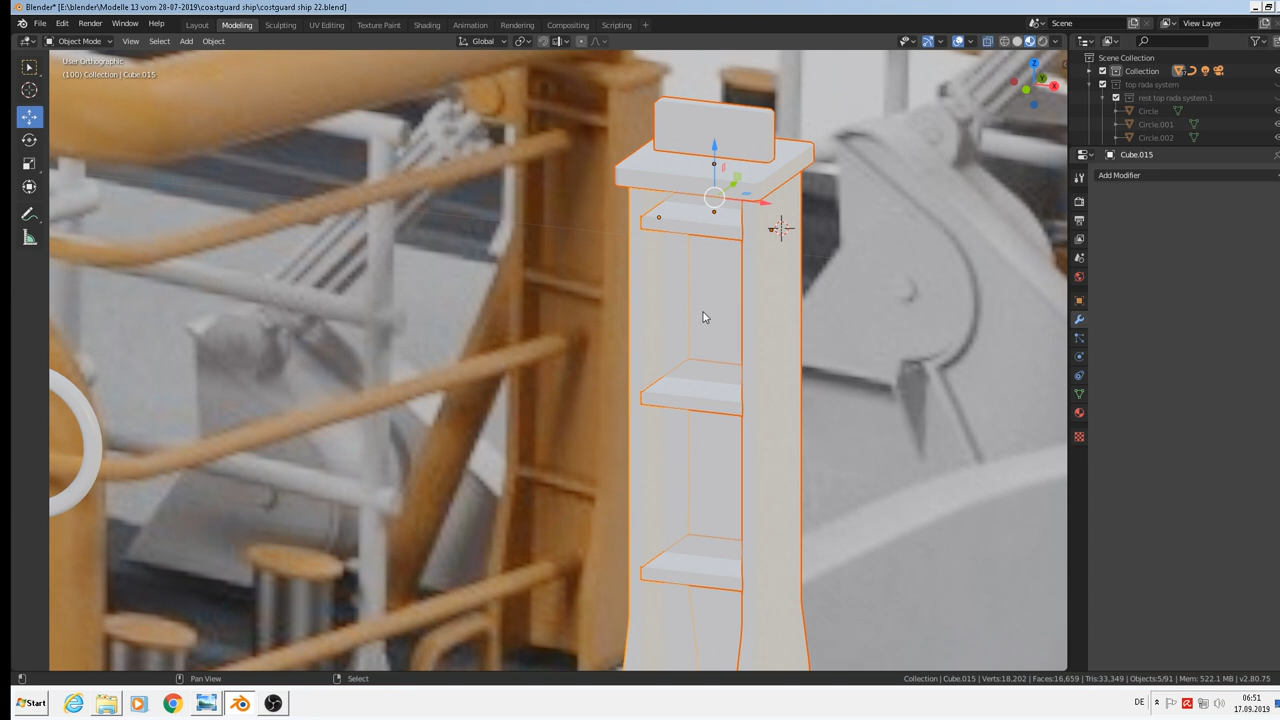 Blender* [E:\blender\Modelle 13 vom 28-07-2019\coastguard ship\costguard ship 22.blend]
File Edit Render Window Help Layout Modeling Sculpting UV Editing Texture Paint Shading Animation Rendering Compositing Scripting + Scene View Layer
Object Mode View Select Add Object Global
User Orthographic
(100) Collection | Cube.015
Scene Collection
Collection
top rada system
rest top rada system 1
Circle
Circle.001
Circle.002
Cube.015
Add Modifier
Z
Y
X
Pan View Select Collection | Cube.015 | Verts:18,202 | Faces:16,659 | Tris:33,349 | Objects:5/91 | Mem: 522.1 MB | v2.80.75
Start DE 06:51
17.09.2019